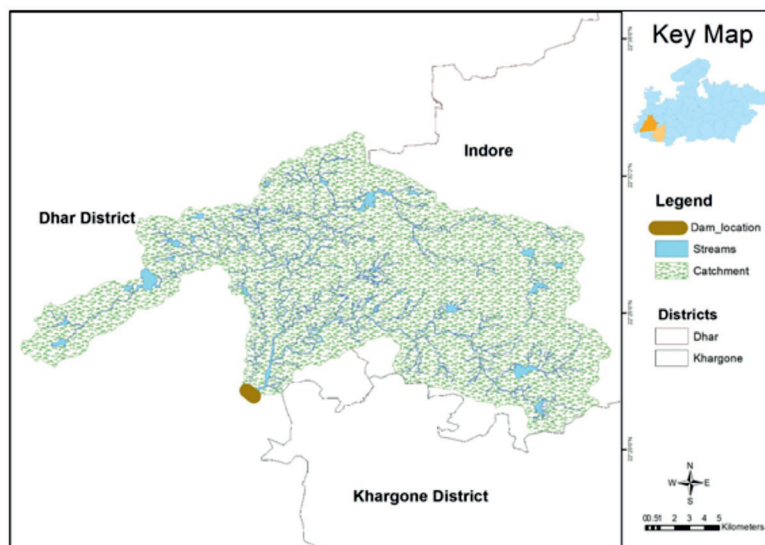 Key Map
Indore
Dhar District
Legend
Dam_location
Streams
Catchment
Districts
Dhar
Khargone
Khargone District
N
W
E
S
0 0.5 1 2 3 4 5
Kilometers